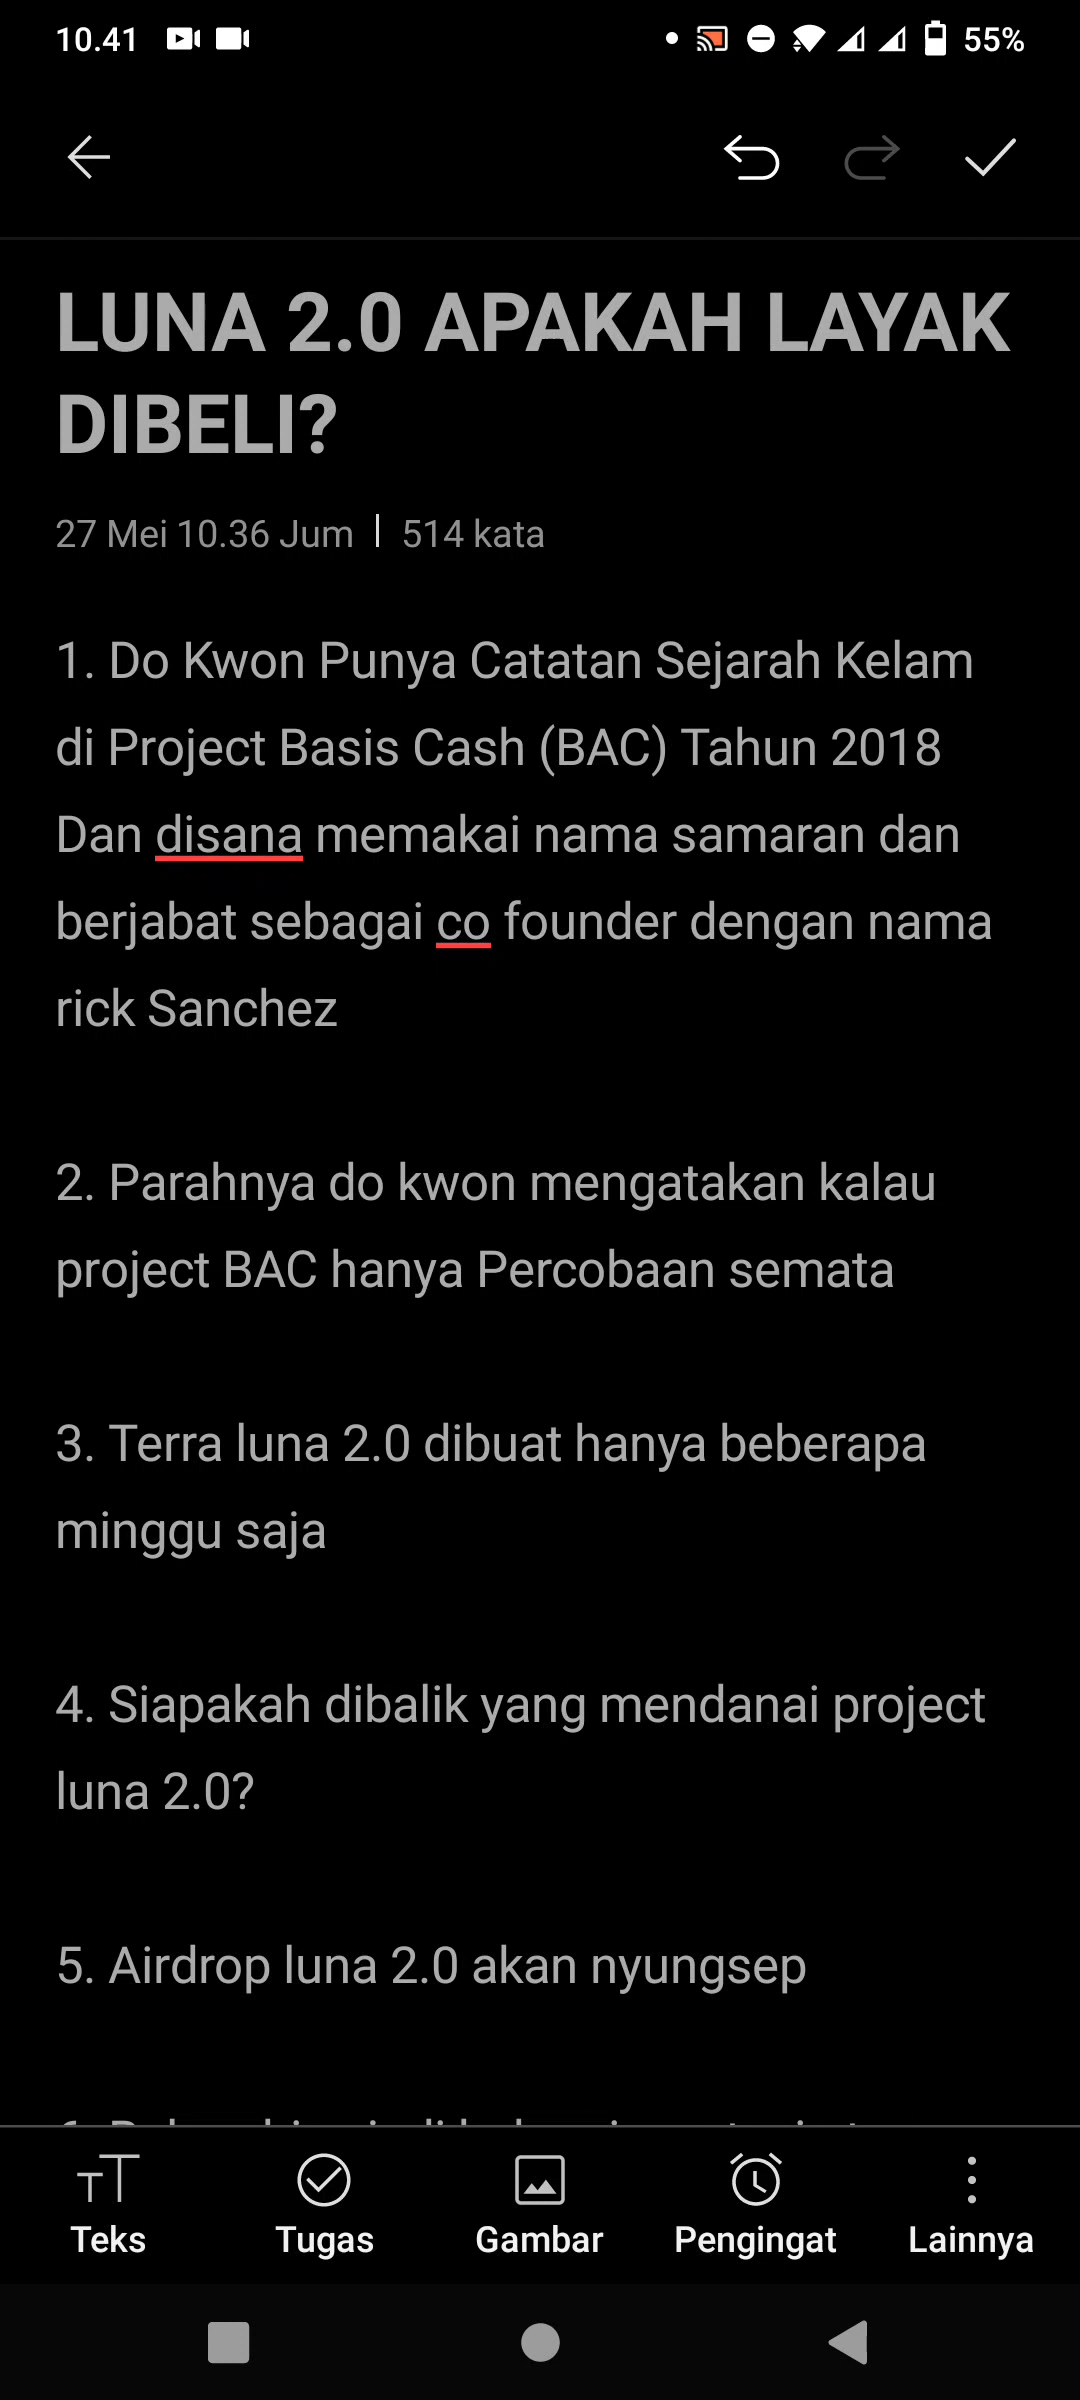 10.41 55%
LUNA 2.0 APAKAH LAYAK
DIBELI?
27 Mei 10.36 Jum | 514 kata
1. Do Kwon Punya Catatan Sejarah Kelam
di Project Basis Cash (BAC) Tahun 2018
Dan disana memakai nama samaran dan
berjabat sebagai co founder dengan nama
rick Sanchez
2. Parahnya do kwon mengatakan kalau
project BAC hanya Percobaan semata
3. Terra luna 2.0 dibuat hanya beberapa
minggu saja
4. Siapakah dibalik yang mendanai project
luna 2.0?
5. Airdrop luna 2.0 akan nyungsep
Teks Tugas Gambar Pengingat Lainnya